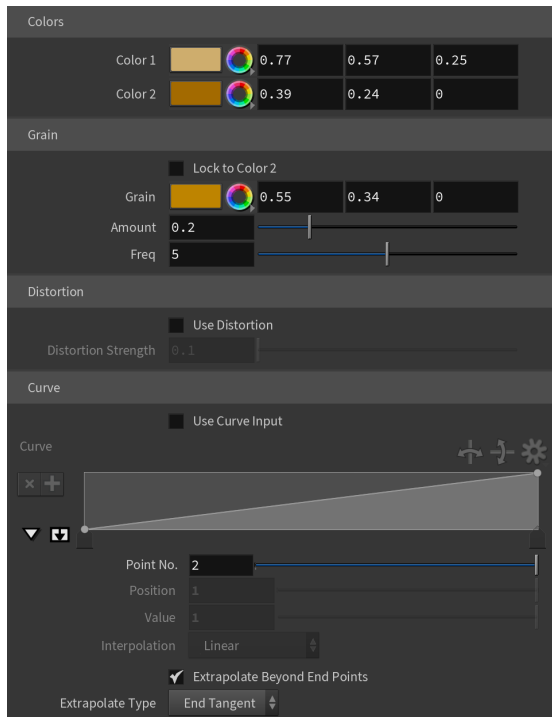 Colors
Color 1 0.77 0.57 0.25
Color 2 0.39 0.24 0
Grain
Lock to Color 2
Grain 0.55 0.34 0
Amount 0.2
Freq 5
Distortion
Use Distortion
Distortion Strength 0.1
Curve
Use Curve Input
Curve
Point No. 2
Position 1
Value 1
Interpolation Linear
Extrapolate Beyond End Points
Extrapolate Type End Tangent